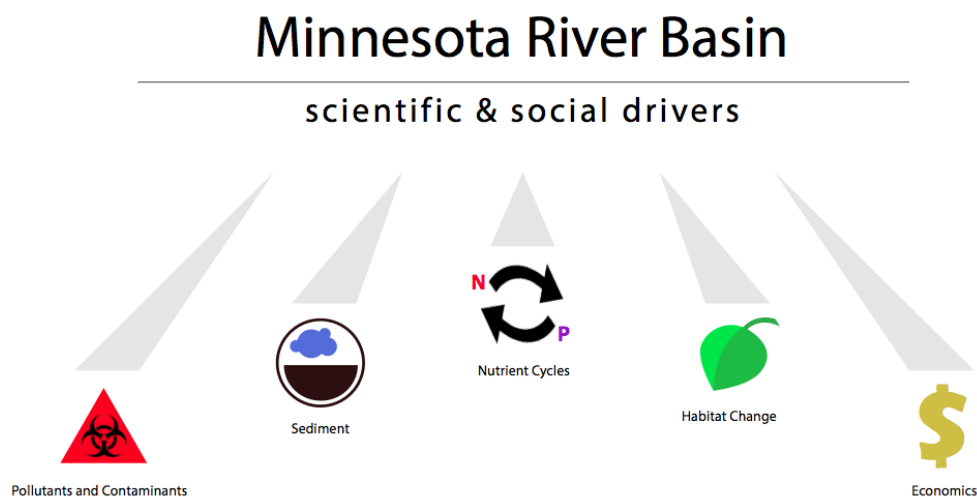 Minnesota River Basin
scientific & social drivers
N
P
Nutrient Cycles
Sediment
Habitat Change
Pollutants and Contaminants
$
Economics